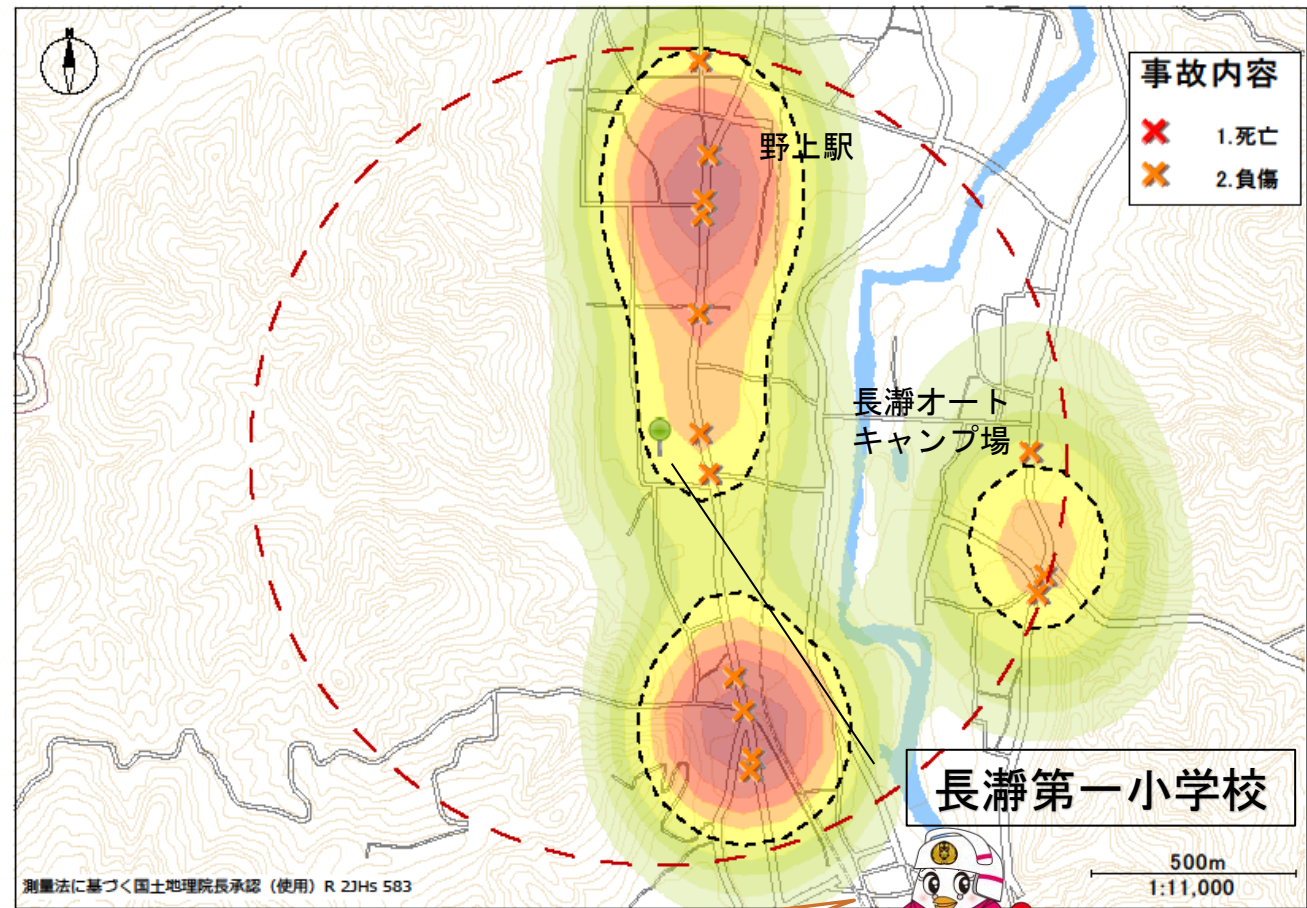 N
事故内容
1.死亡
2.負傷
野上駅
長瀞オート
キャンプ場
長瀞第一小学校
500m
1:11,000
測量法に基づく国土地理院長承認（使用）R 2JHs 583